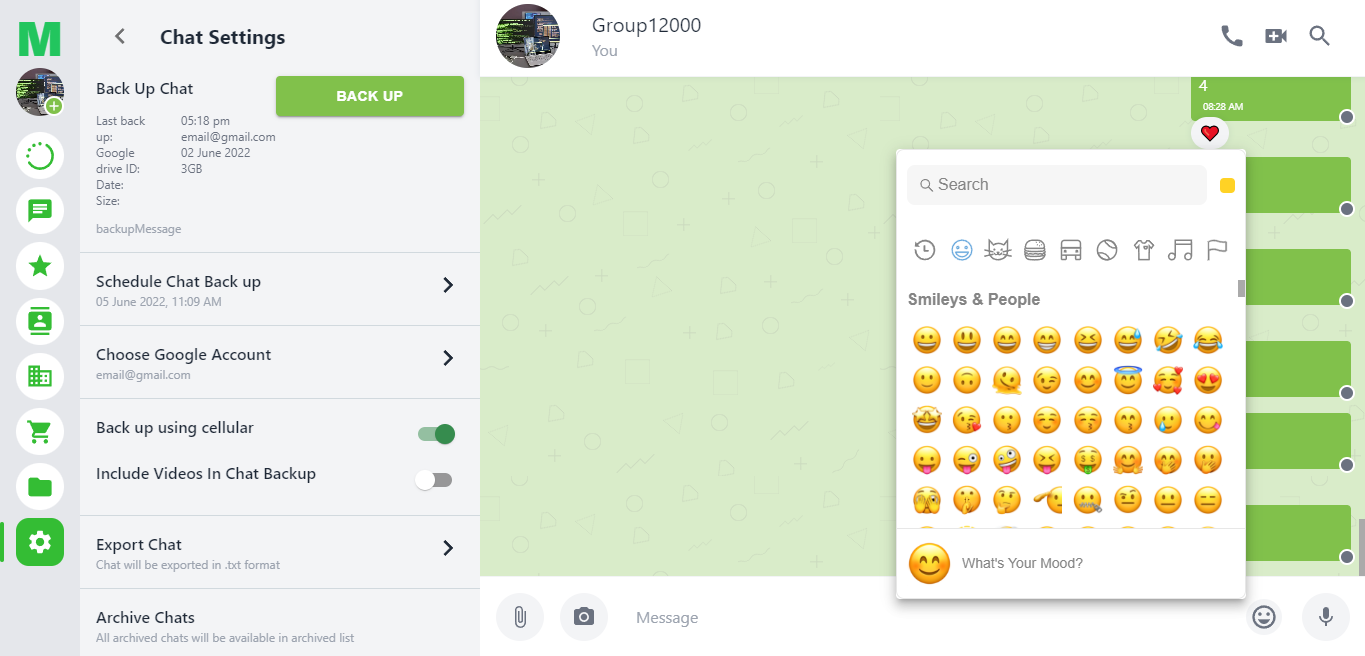 M
Chat Settings
Back Up Chat
BACK UP
Last back up: 05:18 pm
Google drive ID: email@gmail.com
Date: 02 June 2022
Size: 3GB
backupMessage
Schedule Chat Back up
05 June 2022, 11:09 AM
Choose Google Account
email@gmail.com
Back up using cellular
Include Videos In Chat Backup
Export Chat
Chat will be exported in .txt format
Archive Chats
All archived chats will be available in archived list
Group12000
You
4
08:28 AM
Search
Smileys & People
What's Your Mood?
Message